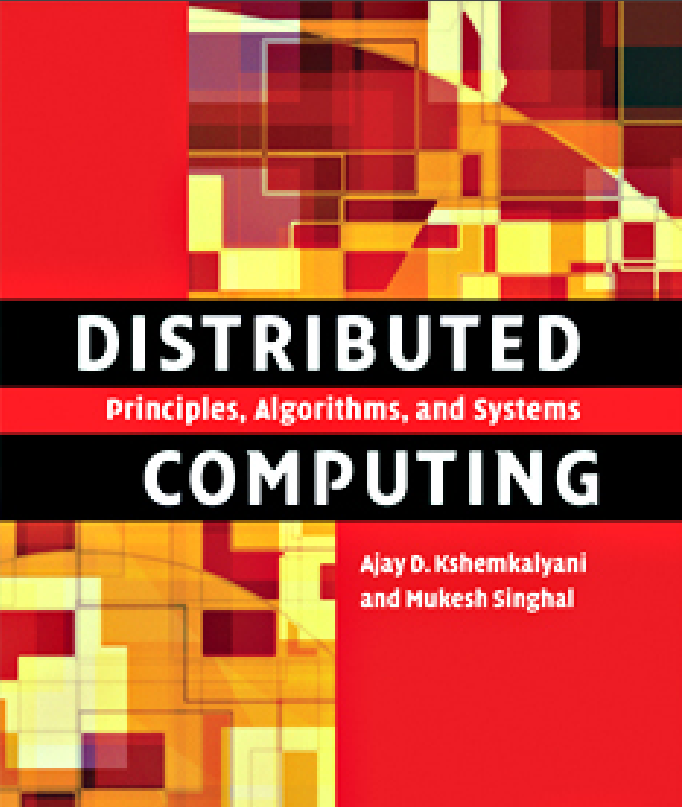 DISTRIBUTED
Principles, Algorithms, and Systems
COMPUTING
Ajay D. Kshemkalyani
and Mukesh Singhal